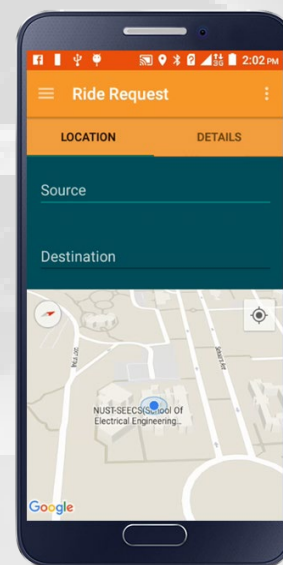 2:02 PM
Ride Request
LOCATION DETAILS
Source
Destination
NUST-SEECS(School Of
Electrical Engineering...
Google